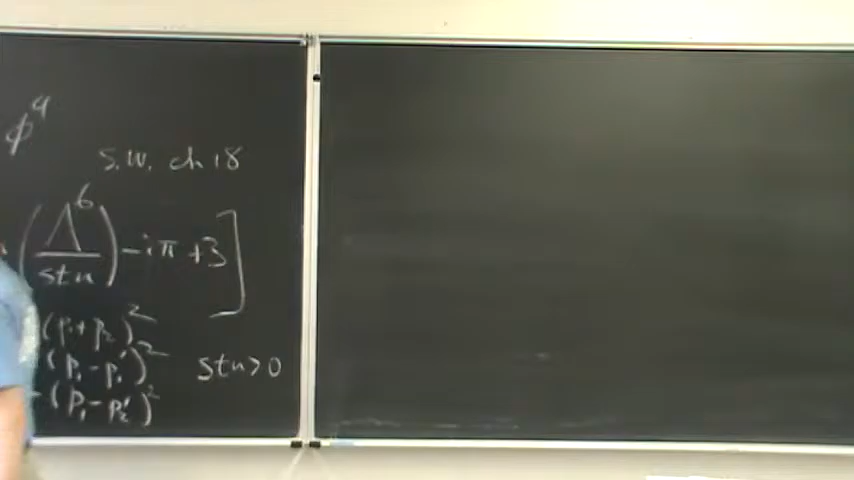 ϕ⁴
S.W. ch 18
(Λ⁶/stu) - iπ + 3]
(p₁+p₂)²
(p₁-p₁')²
-(p₁-p₂')² stu>0